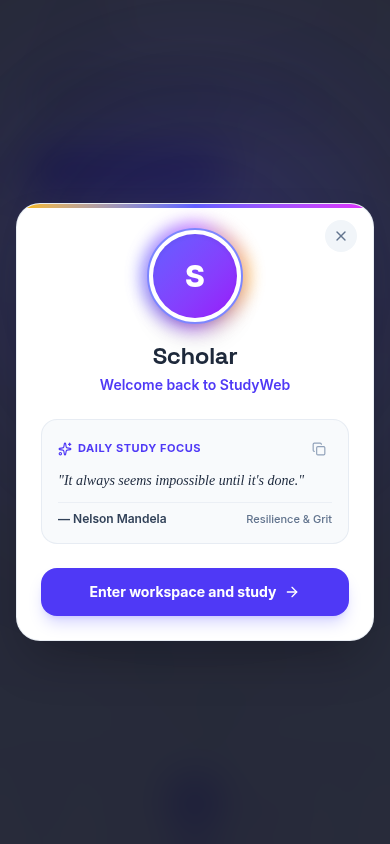 S
Scholar
Welcome back to StudyWeb
DAILY STUDY FOCUS
"It always seems impossible until it's done."
— Nelson Mandela
Resilience & Grit
Enter workspace and study